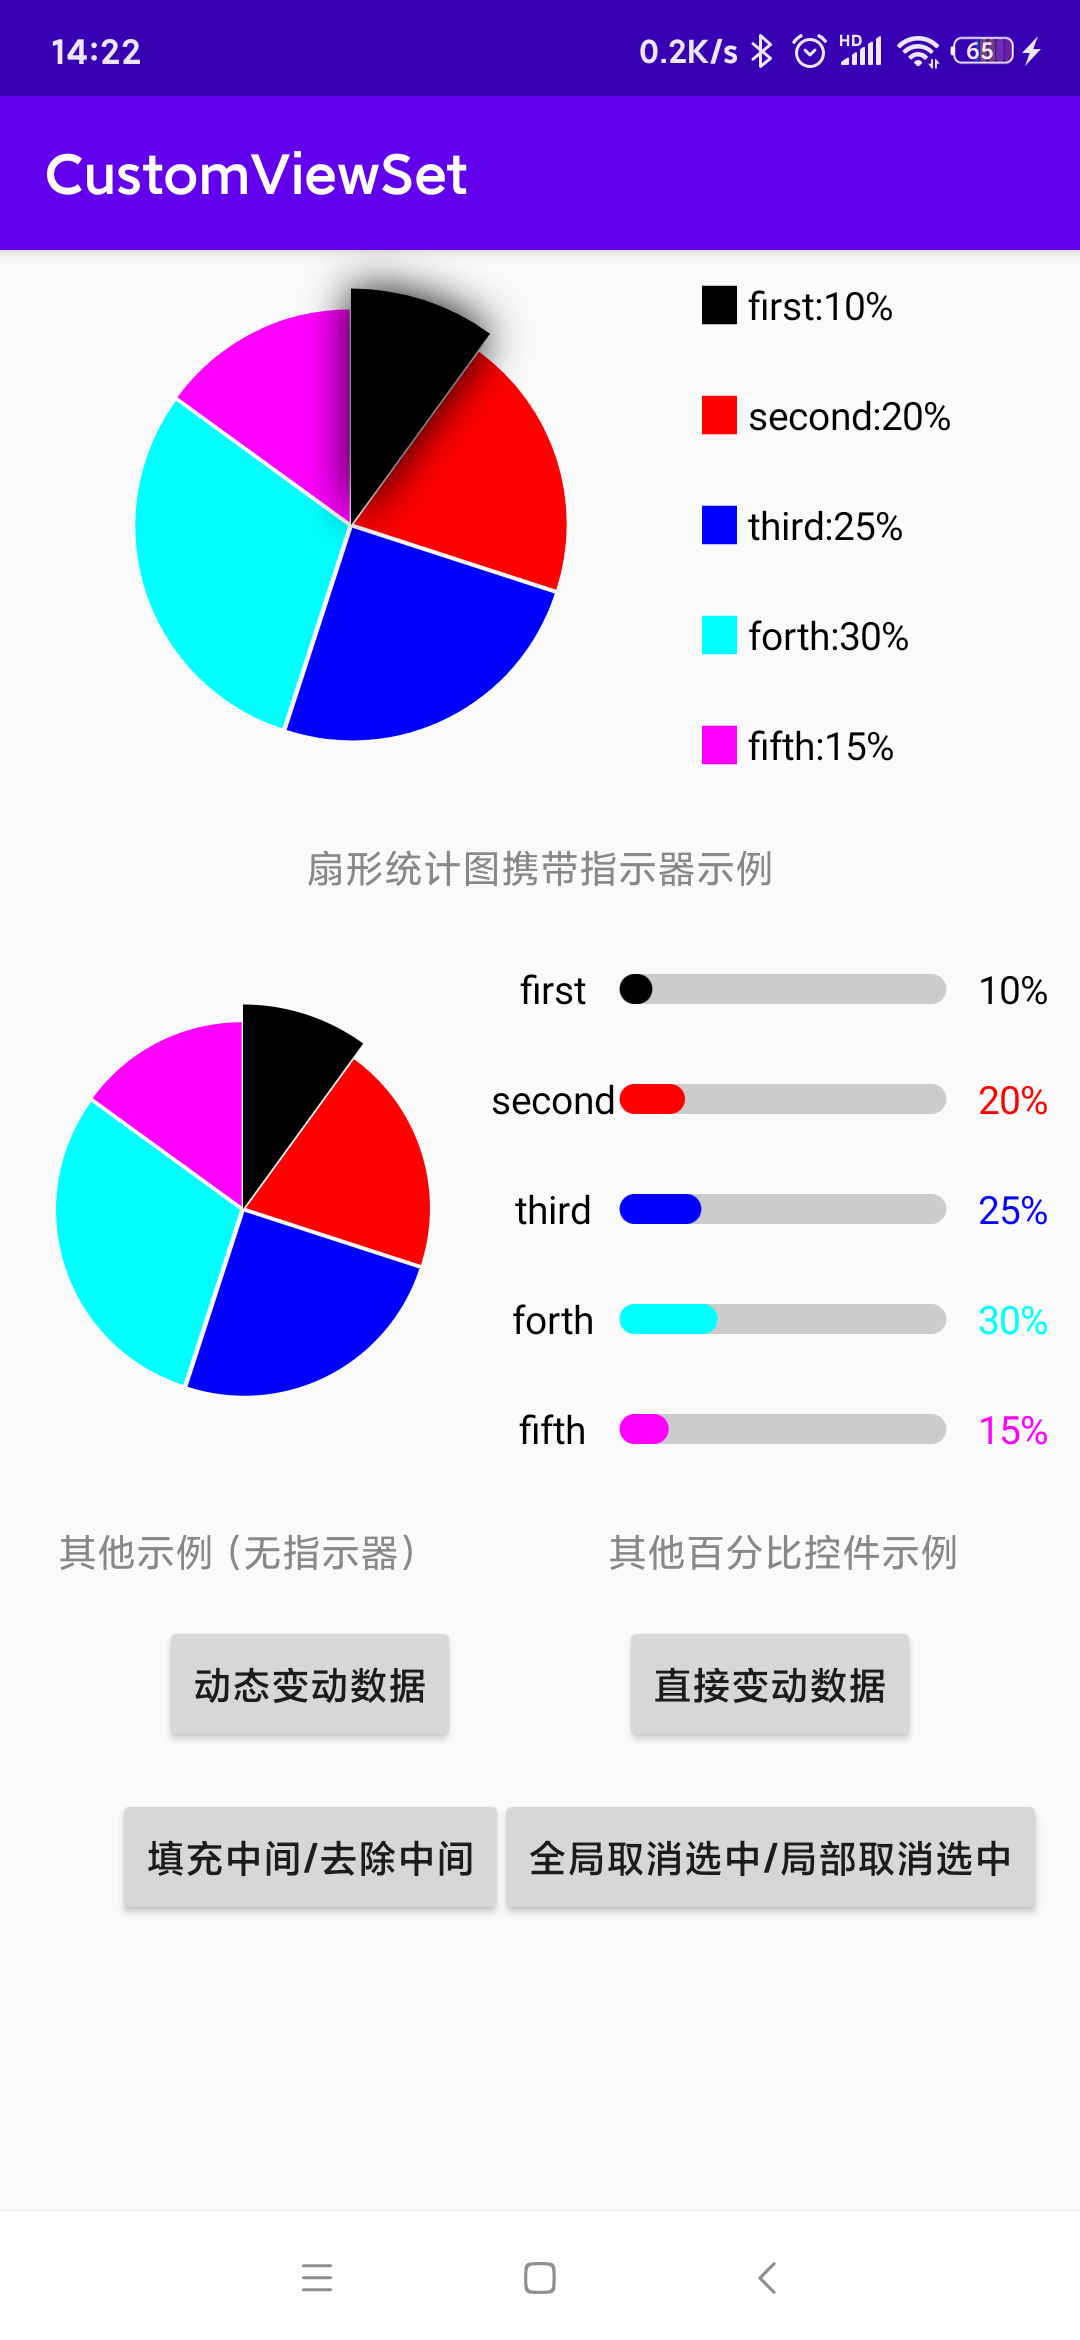 14:22 0.2K/s HD 65
CustomViewSet
first:10%
second:20%
third:25%
forth:30%
fifth:15%
扇形统计图携带指示器示例
first 10%
second 20%
third 25%
forth 30%
fifth 15%
其他示例（无指示器） 其他百分比控件示例
动态变动数据 直接变动数据
填充中间/去除中间 全局取消选中/局部取消选中